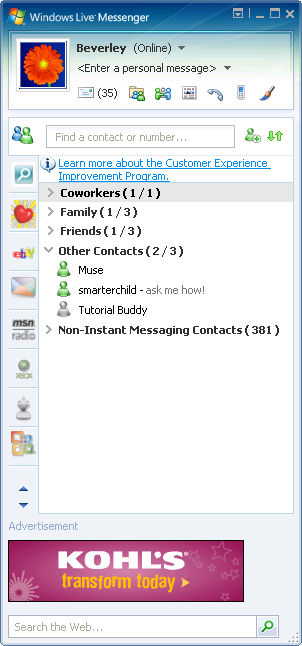 Windows Live Messenger
Beverley (Online)
<Enter a personal message>
(35)
Find a contact or number...
Learn more about the Customer Experience
Improvement Program.
Coworkers ( 1 / 1 )
Family ( 1 / 3 )
Friends ( 1 / 3 )
Other Contacts ( 2 / 3 )
Muse
smarterchild - ask me how!
Tutorial Buddy
Non-Instant Messaging Contacts ( 381 )
ebY
msn
radio
XBOX
Advertisement
KOHL'S
transform today >
Search the Web...